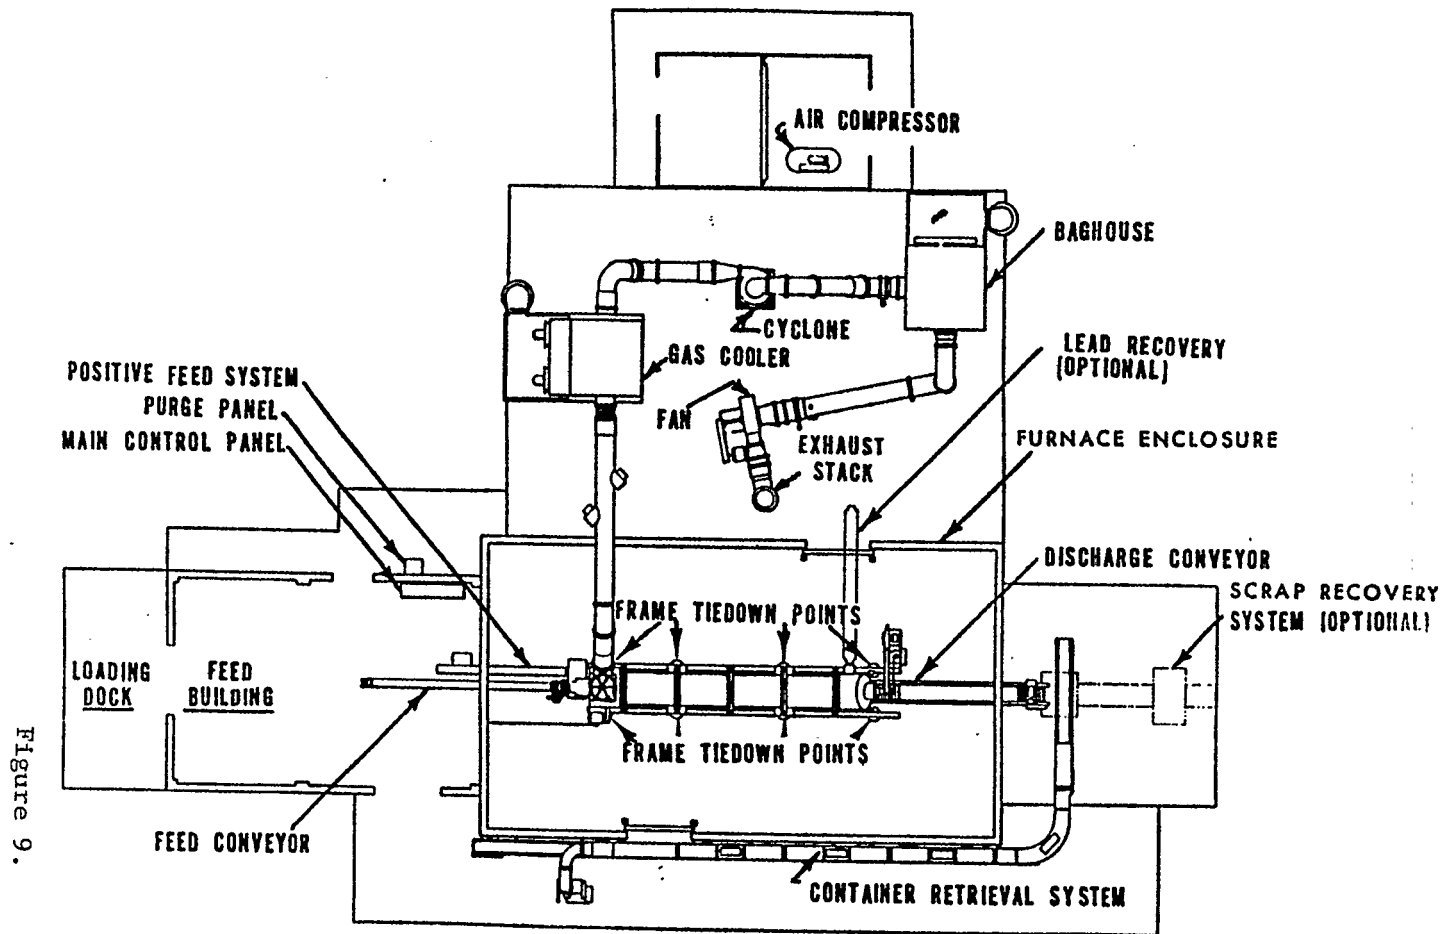 AIR COMPRESSOR
BAGHOUSE
CYCLONE
LEAD RECOVERY
(OPTIONAL)
GAS COOLER
POSITIVE FEED SYSTEM
PURGE PANEL
MAIN CONTROL PANEL
FAN
EXHAUST
STACK
FURNACE ENCLOSURE
DISCHARGE CONVEYOR
SCRAP RECOVERY
SYSTEM (OPTIONAL)
FRAME TIEDOWN POINTS
LOADING
DOCK
FEED
BUILDING
FRAME TIEDOWN POINTS
FEED CONVEYOR
CONTAINER RETRIEVAL SYSTEM
Figure 9.